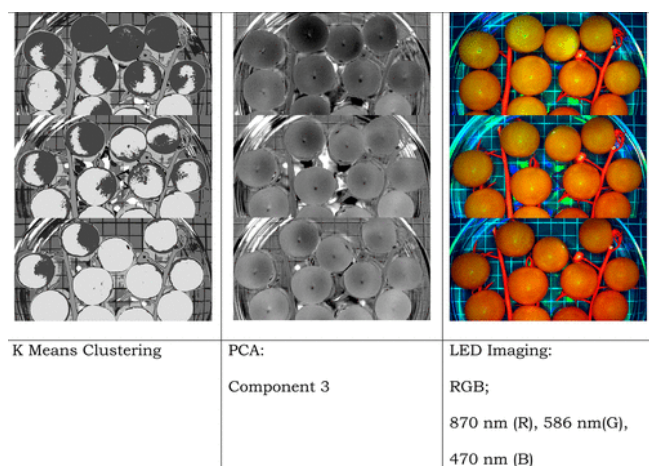 K Means Clustering
PCA:
Component 3
LED Imaging:
RGB;
870 nm (R), 586 nm(G),
470 nm (B)